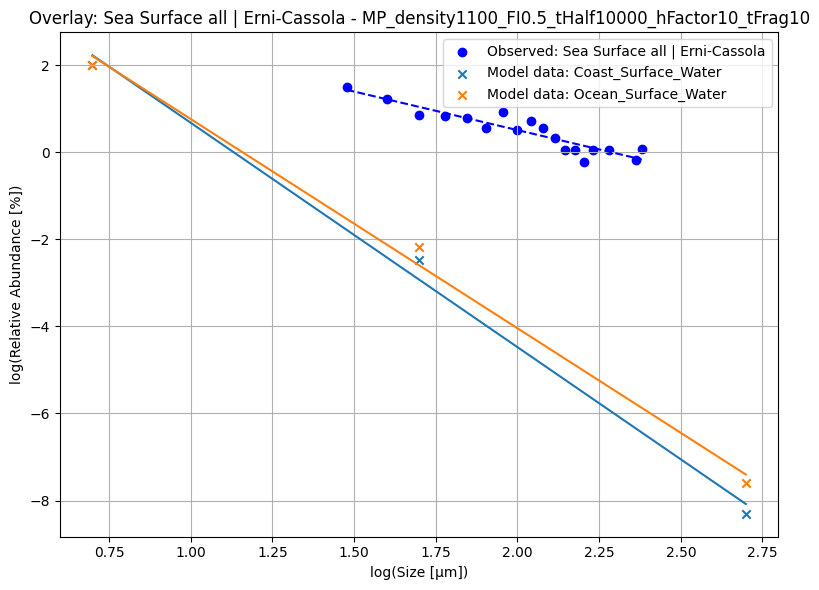 Overlay: Sea Surface all | Erni-Cassola - MP_density1100_FI0.5_tHalf10000_hFactor10_tFrag10
Observed: Sea Surface all | Erni-Cassola
Model data: Coast_Surface_Water
Model data: Ocean_Surface_Water
log(Relative Abundance [%])
2
0
−2
−4
−6
−8
0.75 1.00 1.25 1.50 1.75 2.00 2.25 2.50 2.75
log(Size [μm])